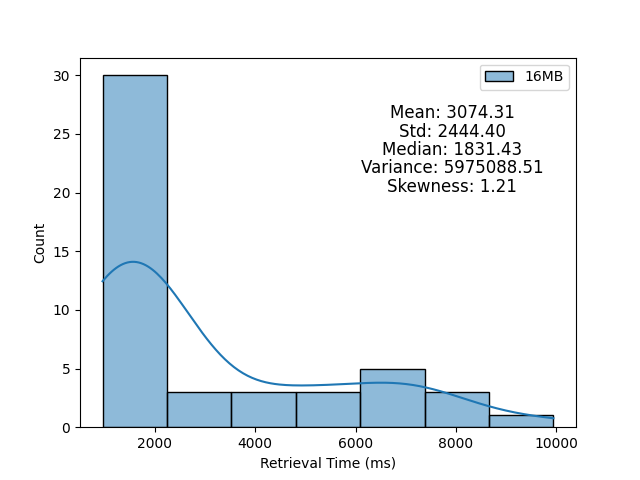 16MB
Mean: 3074.31
Std: 2444.40
Median: 1831.43
Variance: 5975088.51
Skewness: 1.21
30
25
20
15
10
5
0
Count
2000 4000 6000 8000 10000
Retrieval Time (ms)